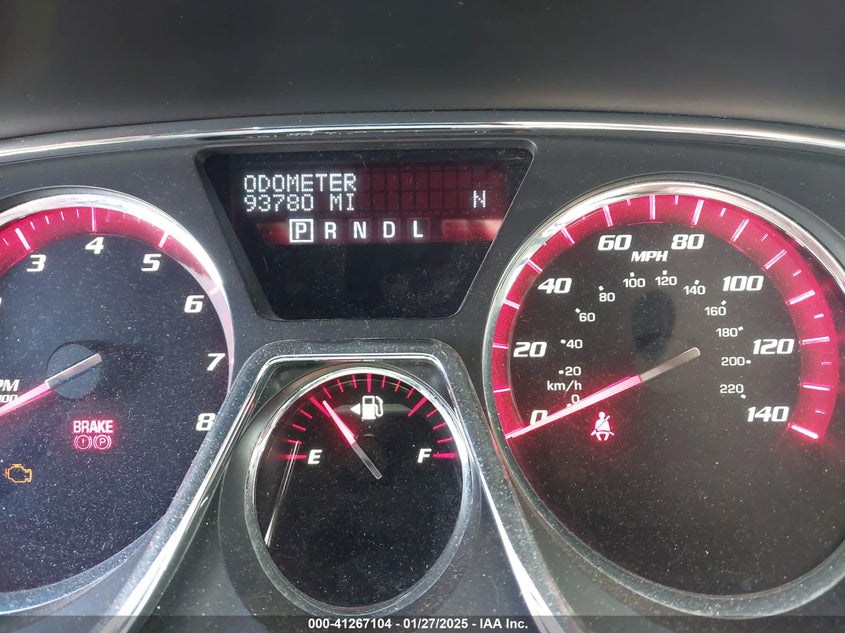 ODOMETER
93780 MI N
P R N D L
3 4 5 6 7 8
BRAKE
(P)
E F
0 20 40 60 80 100 120 140
MPH
0 20 40 60 80 100 120 140 160 180 200 220
km/h
000-41267104 - 01/27/2025 - IAA Inc.